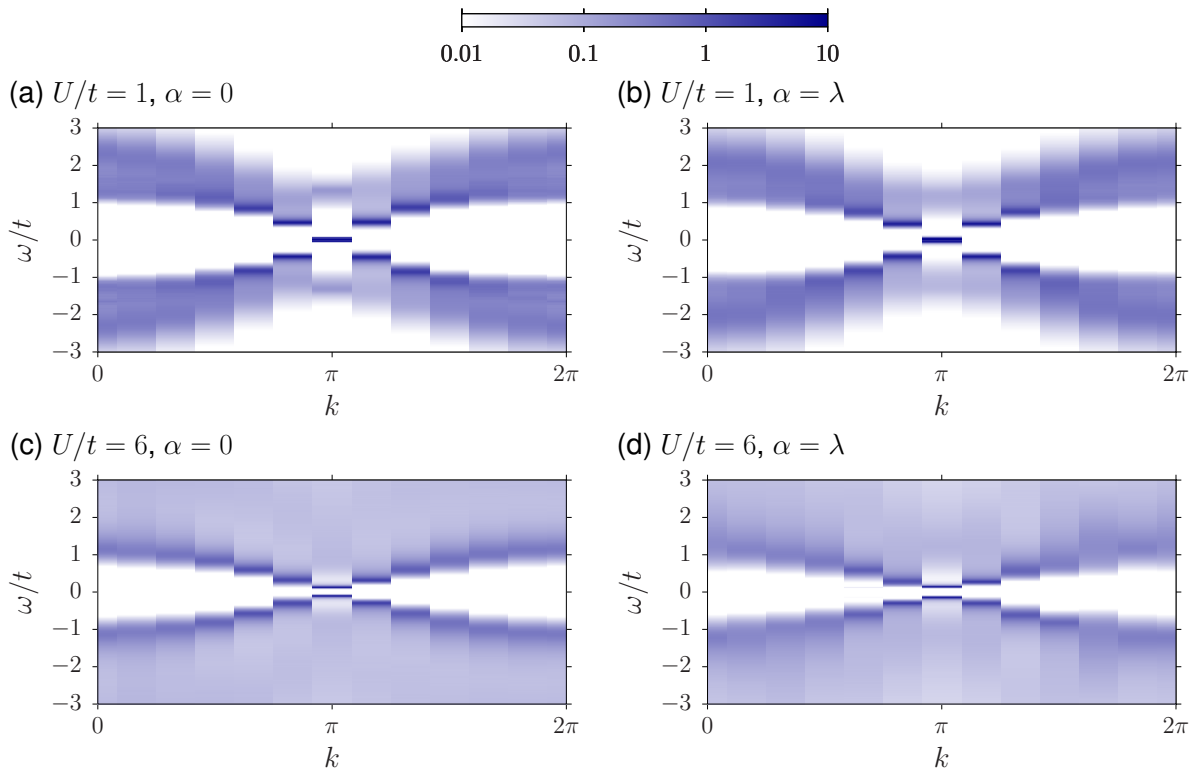 0.01 0.1 1 10
(a) U/t = 1, α = 0
3
2
1
0
−1
−2
−3
ω/t
0 π 2π
k
(b) U/t = 1, α = λ
3
2
1
0
−1
−2
−3
ω/t
0 π 2π
k
(c) U/t = 6, α = 0
3
2
1
0
−1
−2
−3
ω/t
0 π 2π
k
(d) U/t = 6, α = λ
3
2
1
0
−1
−2
−3
ω/t
0 π 2π
k